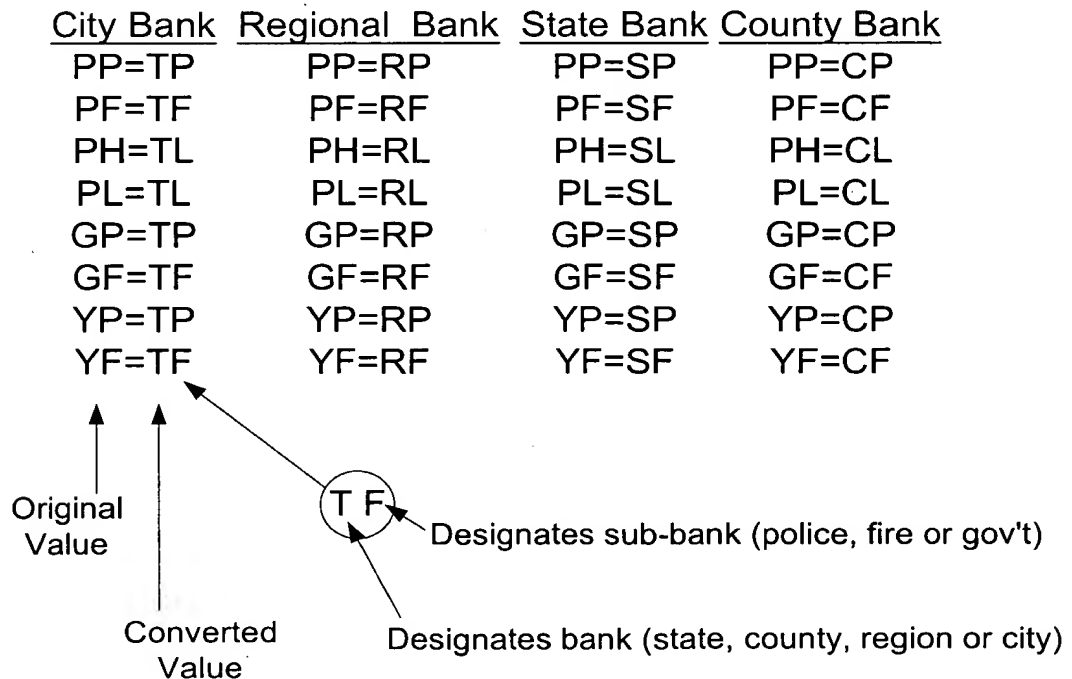 City Bank Regional Bank State Bank County Bank
PP=TP PP=RP PP=SP PP=CP
PF=TF PF=RF PF=SF PF=CF
PH=TL PH=RL PH=SL PH=CL
PL=TL PL=RL PL=SL PL=CL
GP=TP GP=RP GP=SP GP=CP
GF=TF GF=RF GF=SF GF=CF
YP=TP YP=RP YP=SP YP=CP
YF=TF YF=RF YF=SF YF=CF
Original
Value
T F
Designates sub-bank (police, fire or gov't)
Converted
Value
Designates bank (state, county, region or city)